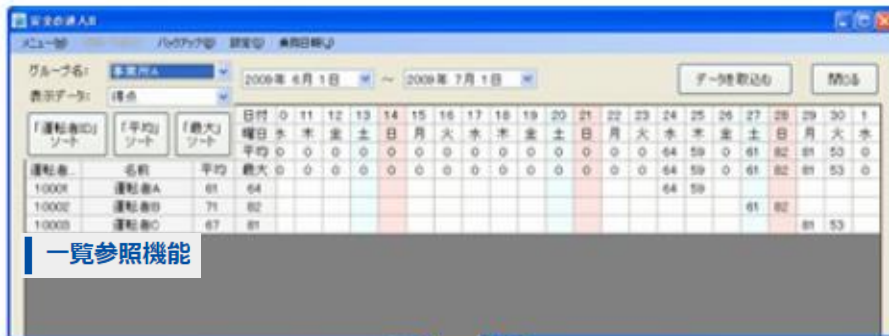 安全の達人II
メニュー(M) バックアップ(B) 設定(S) 乗務日報(J)
グループ名: 事業所A 2009年 6月 1日 ～ 2009年 7月 1日 データを取込む 閉じる
表示データ: 得点
「運転者ID」ソート 「平均」ソート 「最大」ソート
日付 0 11 12 13 14 15 16 17 18 19 20 21 22 23 24 25 26 27 28 29 30 1
曜日 水 木 金 土 日 月 火 水 木 金 土 日 月 火 水 木 金 土 日 月 火 水
平均 0 0 0 0 0 0 0 0 0 0 0 0 0 0 64 59 0 61 82 81 53 0
運転者... 名前 平均 最大 0 0 0 0 0 0 0 0 0 0 0 0 0 0 64 59 0 61 82 81 53 0
10001 運転者A 61 64 64 59
10002 運転者B 71 82 61 82
10003 運転者C 67 81 81 53
一覧参照機能